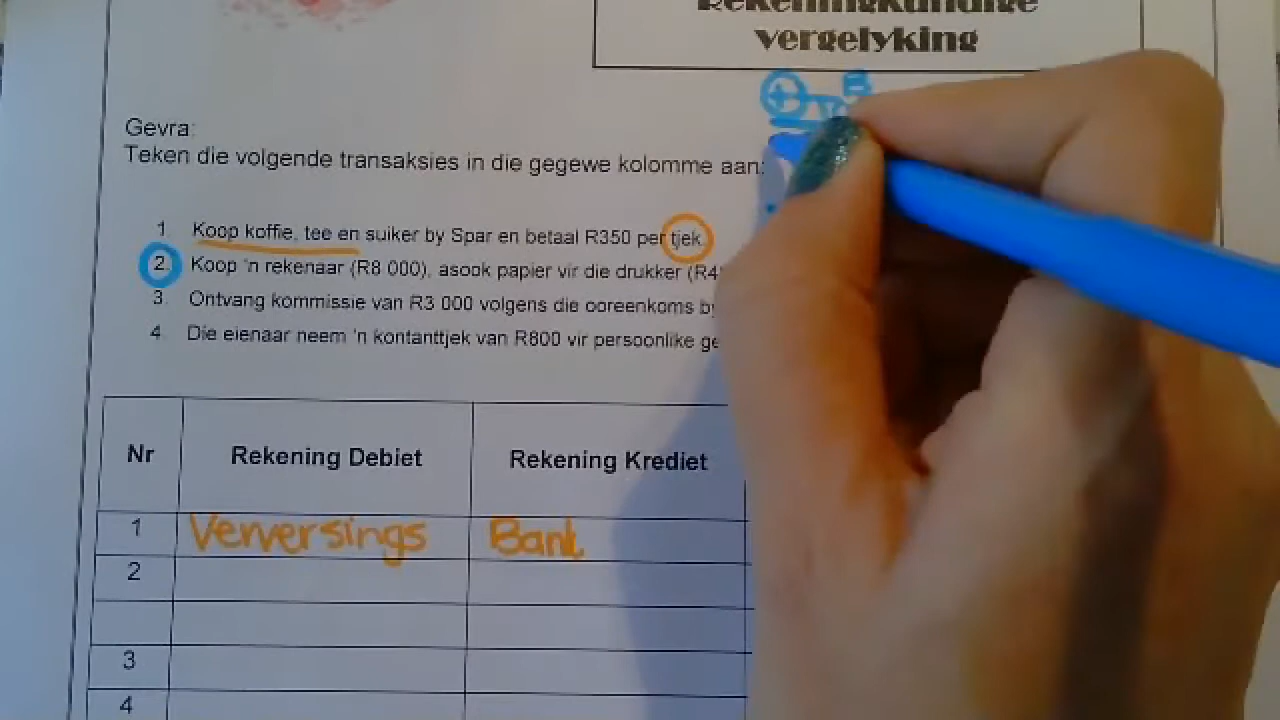 Rekeningkundige
vergelyking
Gevra:
Teken die volgende transaksies in die gegewe kolomme aan:
1. Koop koffie, tee en suiker by Spar en betaal R350 per tjek.
2. Koop 'n rekenaar (R8 000), asook papier vir die drukker (R4
3. Ontvang kommissie van R3 000 volgens die ooreenkoms
4. Die eienaar neem 'n kontanttjek van R800 vir persoonlike
Nr Rekening Debiet Rekening Krediet
1 Verversings Bank
2
3
4